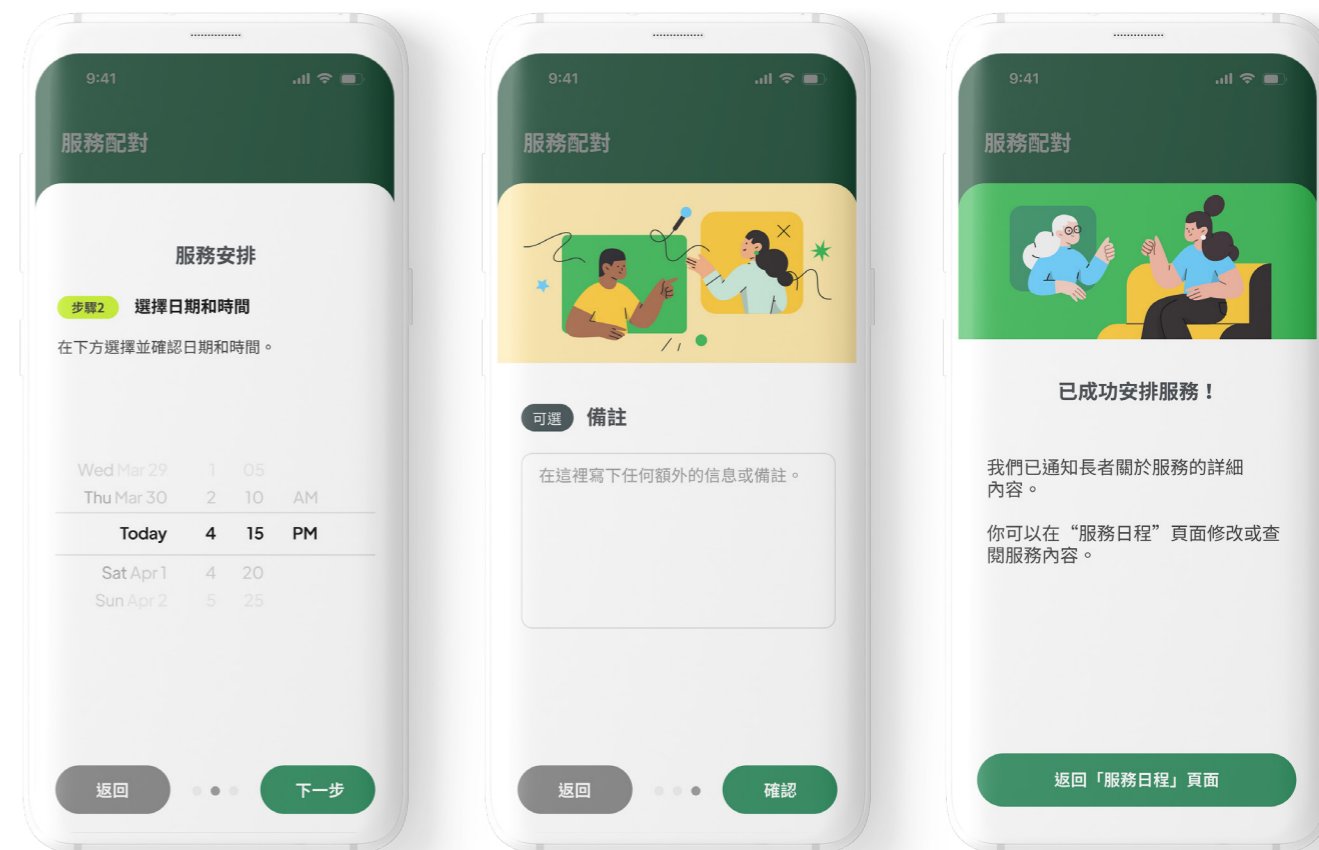 9:41
服務配對
服務安排
步驟2 選擇日期和時間
在下方選擇並確認日期和時間。
Wed Mar 29 1 05
Thu Mar 30 2 10 AM
Today 4 15 PM
Sat Apr 1 4 20
Sun Apr 2 5 25
返回 下一步
9:41
服務配對
可選 備註
在這裡寫下任何額外的信息或備註。
返回 確認
9:41
服務配對
已成功安排服務！
我們已通知長者關於服務的詳細
內容。
你可以在“服務日程”頁面修改或查
閱服務內容。
返回「服務日程」頁面